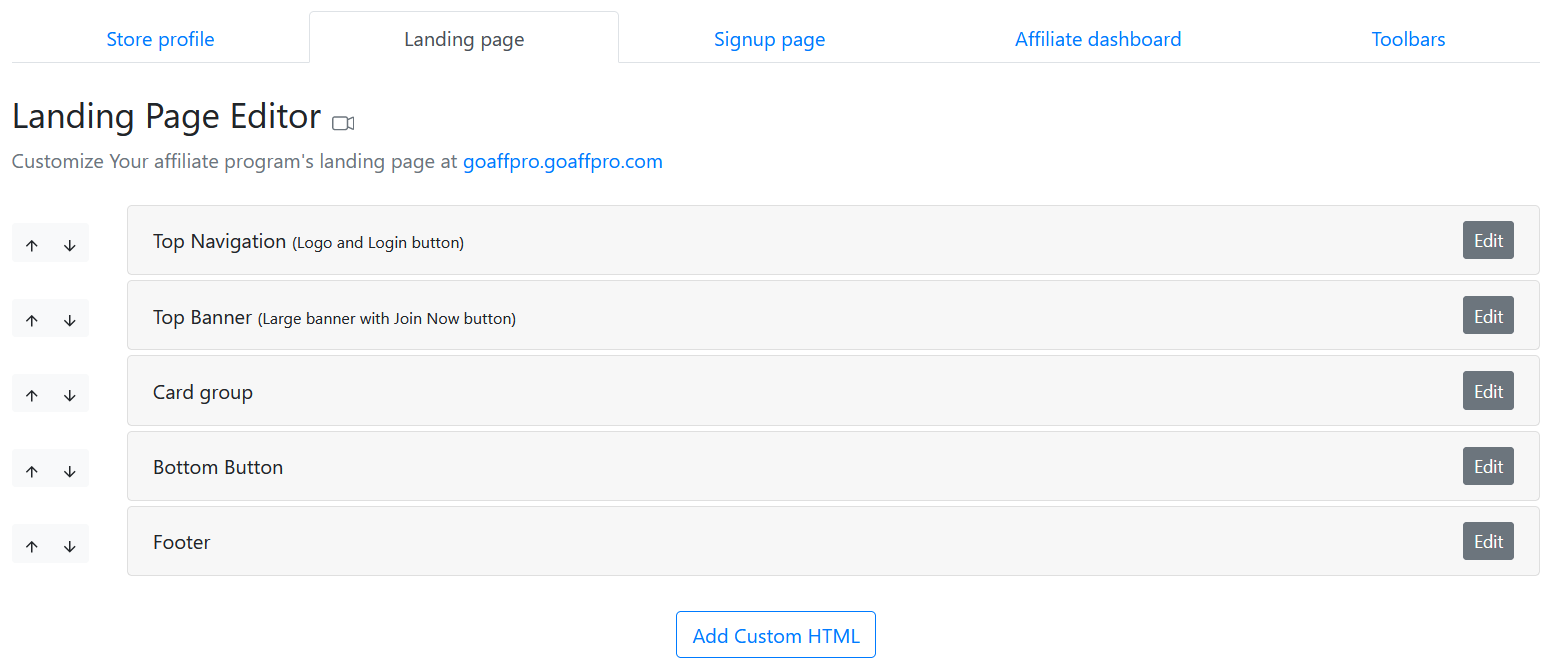 Store profile Landing page Signup page Affiliate dashboard Toolbars
Landing Page Editor
Customize Your affiliate program's landing page at goaffpro.goaffpro.com
Top Navigation (Logo and Login button) Edit
Top Banner (Large banner with Join Now button) Edit
Card group Edit
Bottom Button Edit
Footer Edit
Add Custom HTML